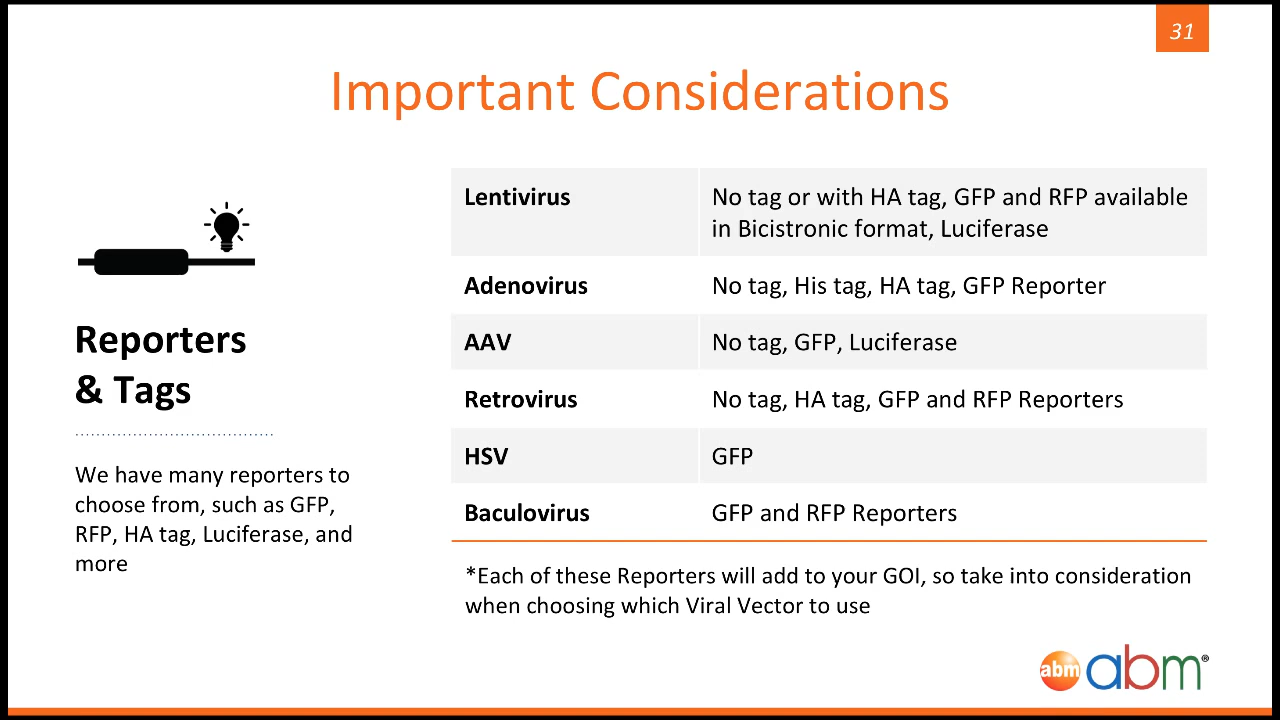 31
Important Considerations
Reporters
& Tags
We have many reporters to
choose from, such as GFP,
RFP, HA tag, Luciferase, and
more
Lentivirus
No tag or with HA tag, GFP and RFP available
in Bicistronic format, Luciferase
Adenovirus
No tag, His tag, HA tag, GFP Reporter
AAV
No tag, GFP, Luciferase
Retrovirus
No tag, HA tag, GFP and RFP Reporters
HSV
GFP
Baculovirus
GFP and RFP Reporters
*Each of these Reporters will add to your GOI, so take into consideration
when choosing which Viral Vector to use
abm abm®